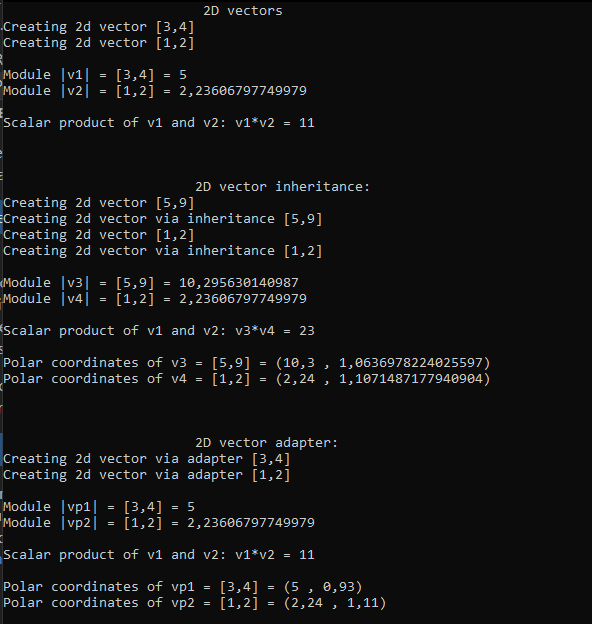 2D vectors
Creating 2d vector [3,4]
Creating 2d vector [1,2]
Module |v1| = [3,4] = 5
Module |v2| = [1,2] = 2,23606797749979
Scalar product of v1 and v2: v1*v2 = 11
2D vector inheritance:
Creating 2d vector [5,9]
Creating 2d vector via inheritance [5,9]
Creating 2d vector [1,2]
Creating 2d vector via inheritance [1,2]
Module |v3| = [5,9] = 10,295630140987
Module |v4| = [1,2] = 2,23606797749979
Scalar product of v1 and v2: v3*v4 = 23
Polar coordinates of v3 = [5,9] = (10,3 , 1,0636978224025597)
Polar coordinates of v4 = [1,2] = (2,24 , 1,1071487177940904)
2D vector adapter:
Creating 2d vector via adapter [3,4]
Creating 2d vector via adapter [1,2]
Module |vp1| = [3,4] = 5
Module |vp2| = [1,2] = 2,23606797749979
Scalar product of v1 and v2: v1*v2 = 11
Polar coordinates of vp1 = [3,4] = (5 , 0,93)
Polar coordinates of vp2 = [1,2] = (2,24 , 1,11)